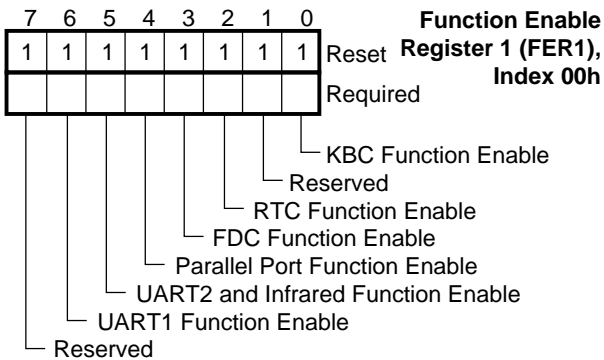 7 6 5 4 3 2 1 0
Function Enable
Register 1 (FER1),
Index 00h
1 1 1 1 1 1 1 1 Reset
Required
KBC Function Enable
Reserved
RTC Function Enable
FDC Function Enable
Parallel Port Function Enable
UART2 and Infrared Function Enable
UART1 Function Enable
Reserved